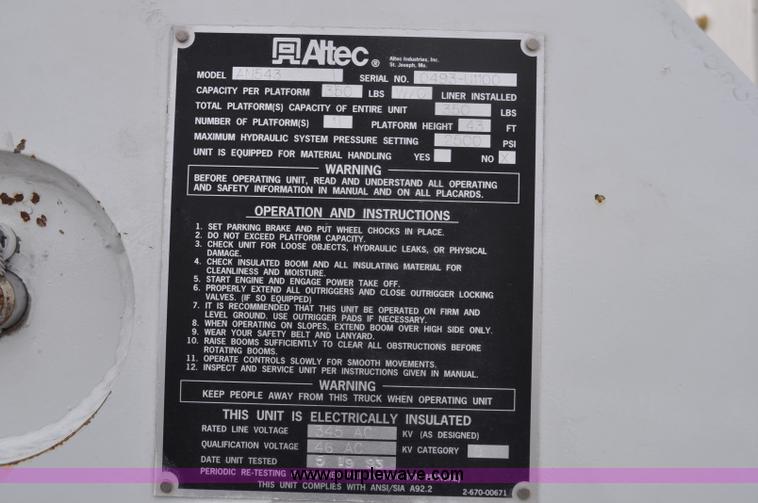 Altec ®
Altec Industries, Inc.
St. Joseph, Mo.
MODEL AM543 SERIAL NO. 0493-U1100
CAPACITY PER PLATFORM 350 LBS W/O LINER INSTALLED
TOTAL PLATFORM(S) CAPACITY OF ENTIRE UNIT 350 LBS
NUMBER OF PLATFORM(S) 1 PLATFORM HEIGHT 43 FT
MAXIMUM HYDRAULIC SYSTEM PRESSURE SETTING 2500 PSI
UNIT IS EQUIPPED FOR MATERIAL HANDLING YES NO X
WARNING
BEFORE OPERATING UNIT, READ AND UNDERSTAND ALL OPERATING
AND SAFETY INFORMATION IN MANUAL AND ON ALL PLACARDS.
OPERATION AND INSTRUCTIONS
1. SET PARKING BRAKE AND PUT WHEEL CHOCKS IN PLACE.
2. DO NOT EXCEED PLATFORM CAPACITY.
3. CHECK UNIT FOR LOOSE OBJECTS, HYDRAULIC LEAKS, OR PHYSICAL
DAMAGE.
4. CHECK INSULATED BOOM AND ALL INSULATING MATERIAL FOR
CLEANLINESS AND MOISTURE.
5. START ENGINE AND ENGAGE POWER TAKE OFF.
6. PROPERLY EXTEND ALL OUTRIGGERS AND CLOSE OUTRIGGER LOCKING
VALVES. (IF SO EQUIPPED)
7. IT IS RECOMMENDED THAT THIS UNIT BE OPERATED ON FIRM AND
LEVEL GROUND. USE OUTRIGGER PADS IF NECESSARY.
8. WHEN OPERATING ON SLOPES, EXTEND BOOM OVER HIGH SIDE ONLY.
9. WEAR YOUR SAFETY BELT AND LANYARD.
10. RAISE BOOMS SUFFICIENTLY TO CLEAR ALL OBSTRUCTIONS BEFORE
ROTATING BOOMS.
11. OPERATE CONTROLS SLOWLY FOR SMOOTH MOVEMENTS.
12. INSPECT AND SERVICE UNIT PER INSTRUCTIONS GIVEN IN MANUAL.
WARNING
KEEP PEOPLE AWAY FROM THIS TRUCK WHEN OPERATING UNIT
THIS UNIT IS ELECTRICALLY INSULATED
RATED LINE VOLTAGE 345 AC KV (AS DESIGNED)
QUALIFICATION VOLTAGE 46 AC KV CATEGORY
DATE UNIT TESTED
PERIODIC RE-TESTING
www.purplewave.com
THIS UNIT COMPLIES WITH ANSI/SIA A92.2 2-670-00671